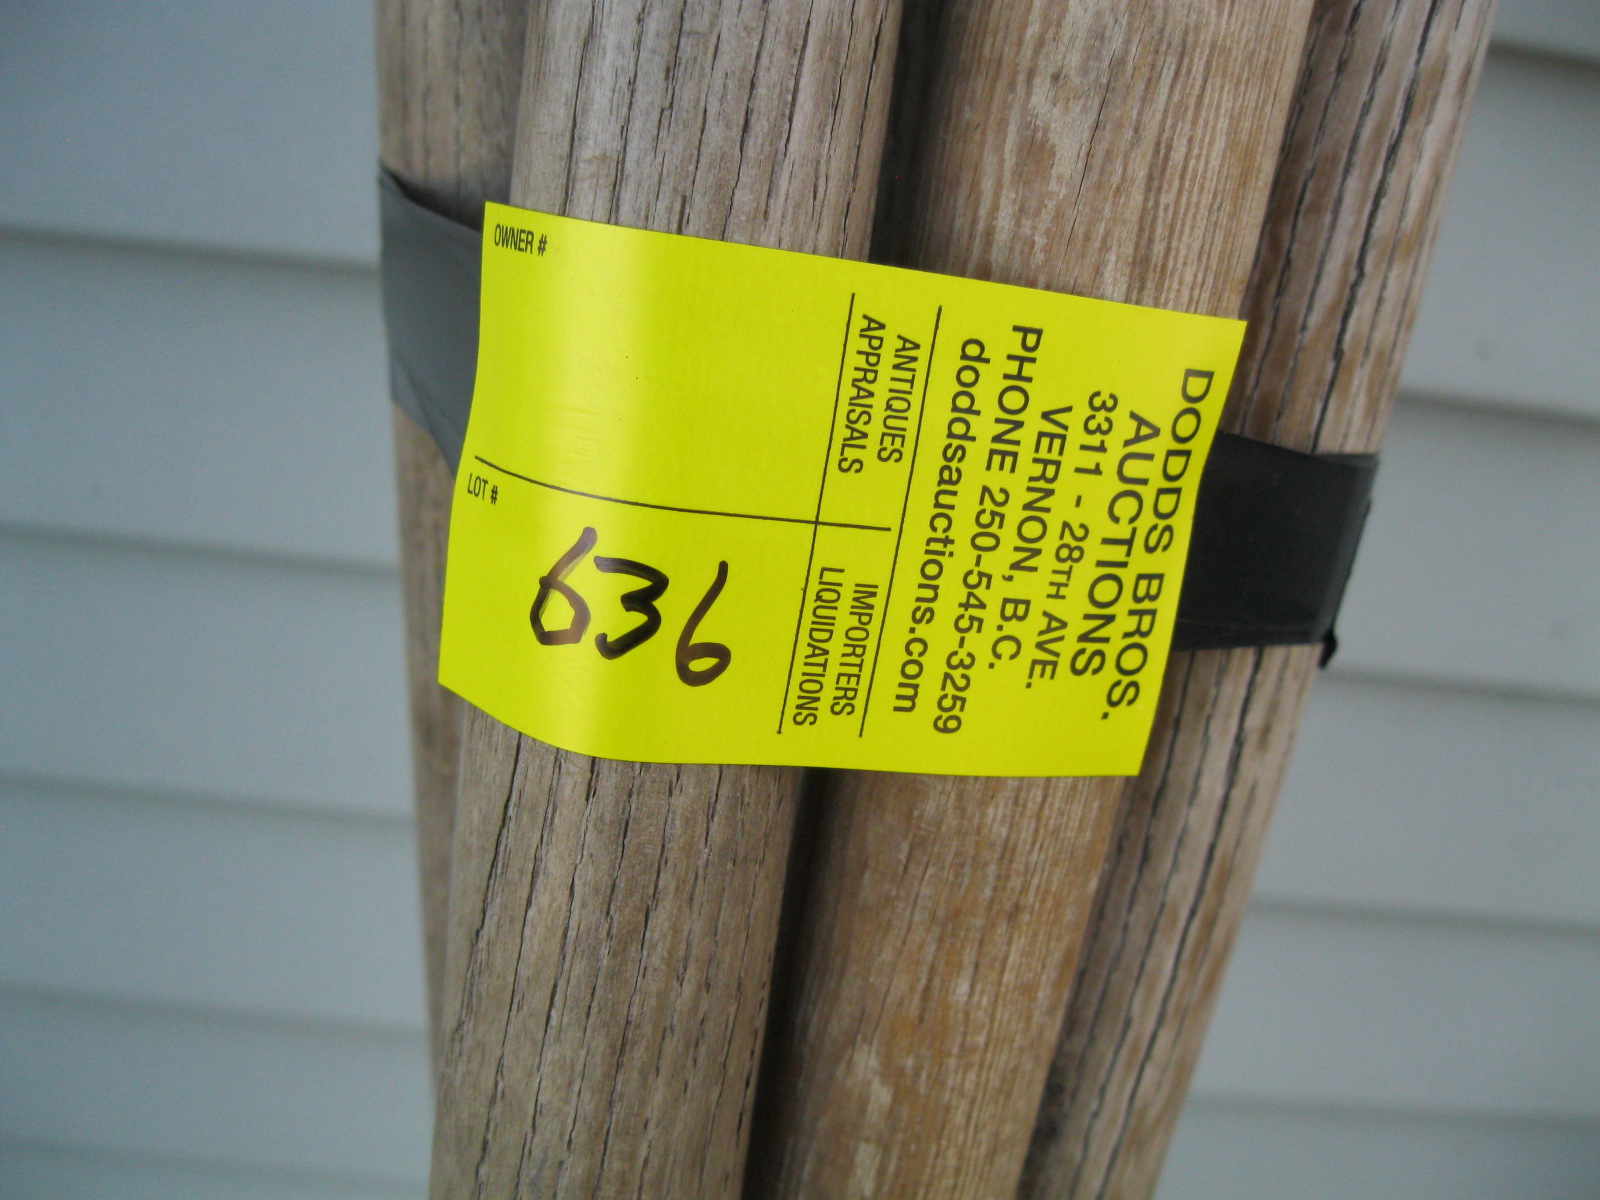 DODDS BROS.
AUCTIONS
3311 - 28TH AVE.
VERNON, B.C.
PHONE 250-545-3259
doddsauctions.com
ANTIQUES
APPRAISALS
IMPORTERS
LIQUIDATIONS
OWNER #
LOT #
636